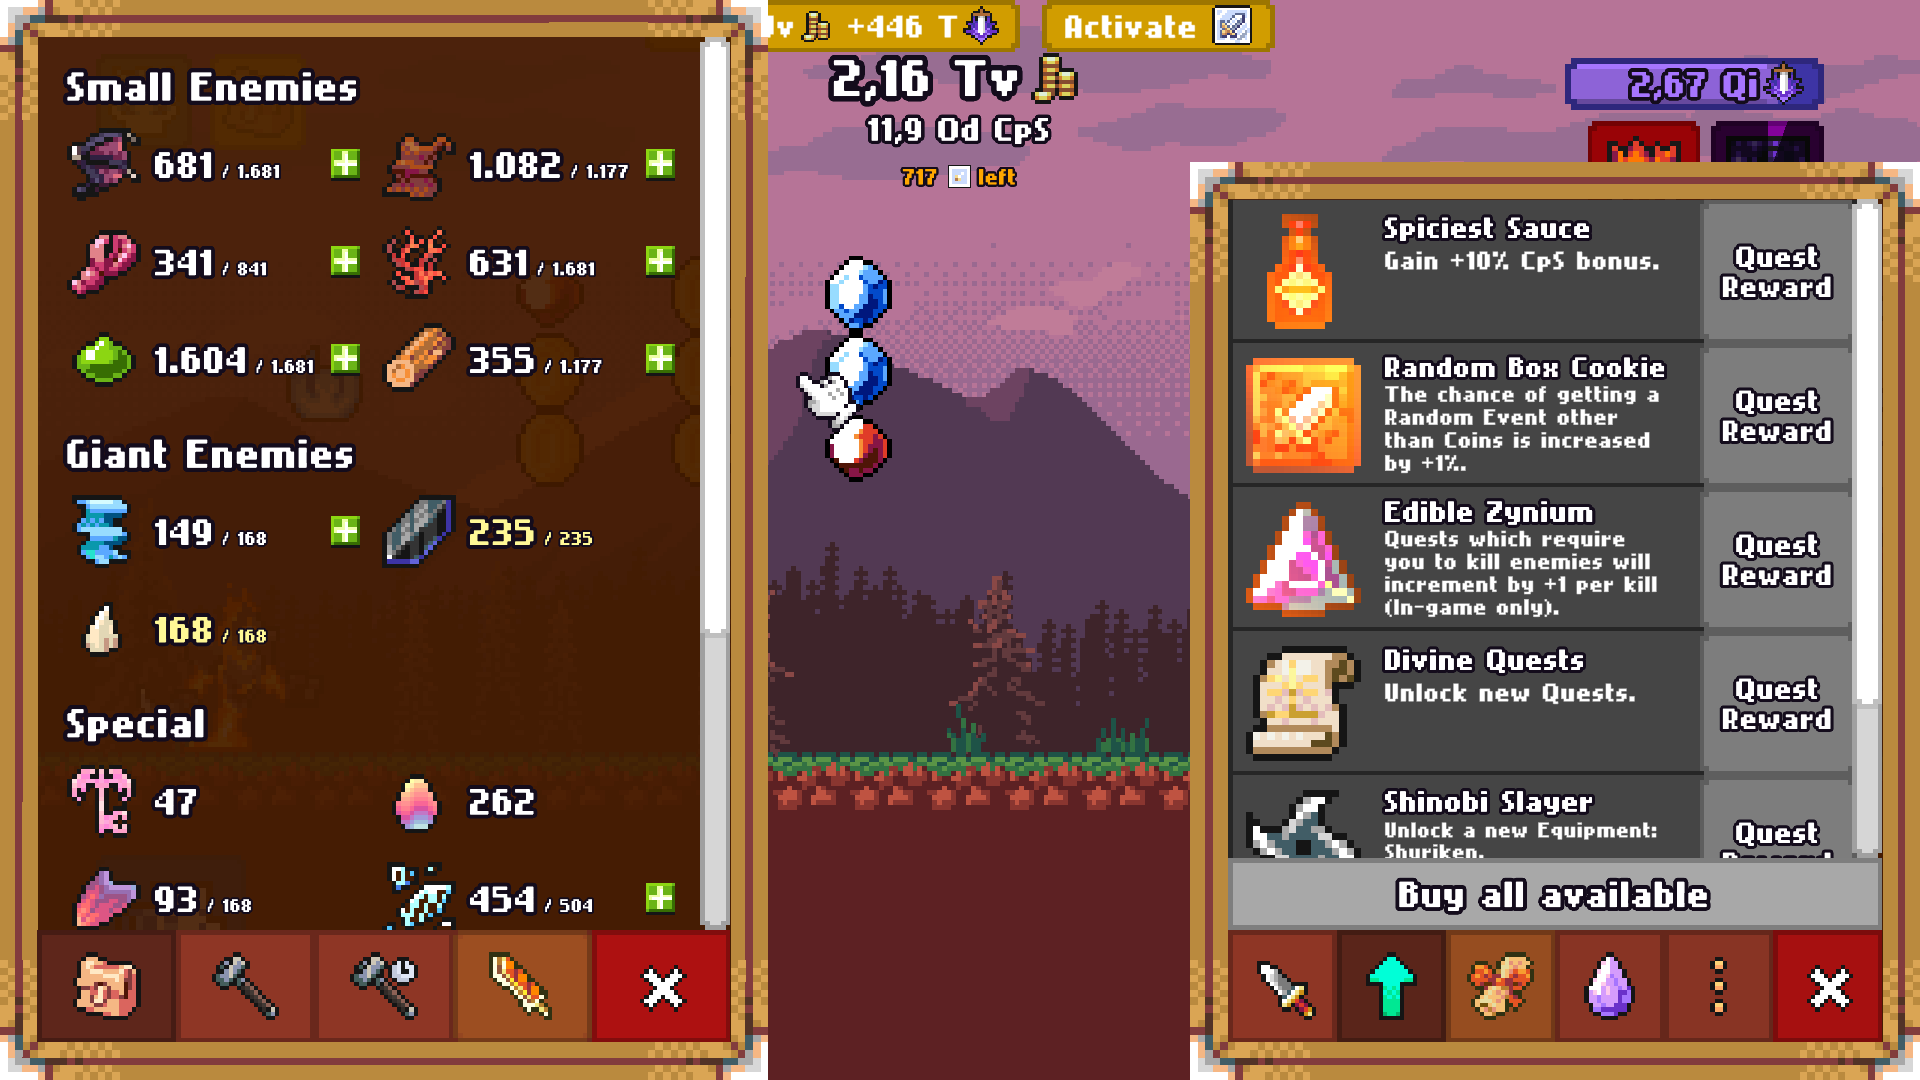 Small Enemies
681 / 1.681
1.082 / 1.177
341 / 841
631 / 1.681
1.604 / 1.681
355 / 1.177
Giant Enemies
149 / 168
235 / 235
168 / 168
Special
47
262
93 / 168
454 / 504
+446 T
Activate
2,16 Tv
11,9 Od CpS
717 left
2,67 Qi
Spiciest Sauce
Gain +10% CpS bonus.
Quest
Reward
Random Box Cookie
The chance of getting a
Random Event other
than Coins is increased
by +1%.
Quest
Reward
Edible Zynium
Quests which require
you to kill enemies will
increment by +1 per kill
(In-game only).
Quest
Reward
Divine Quests
Unlock new Quests.
Quest
Reward
Shinobi Slayer
Unlock a new Equipment:
Shuriken.
Quest
Reward
Buy all available